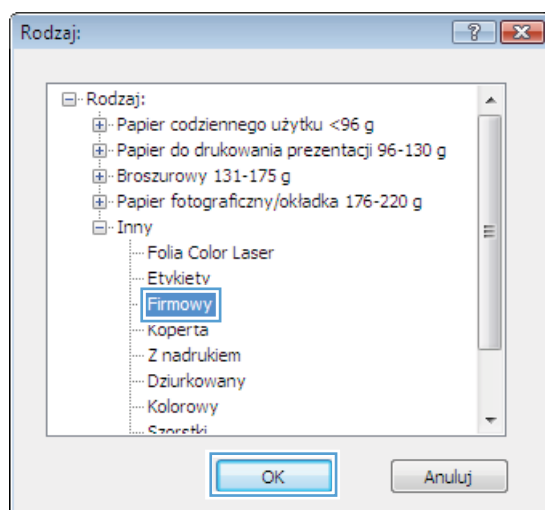 Rodzaj:
Rodzaj:
Papier codziennego użytku <96 g
Papier do drukowania prezentacji 96-130 g
Broszurowy 131-175 g
Papier fotograficzny/okładka 176-220 g
Inny
Folia Color Laser
Etykiety
Firmowy
Koperta
Z nadrukiem
Dziurkowany
Kolorowy
Szorstki
OK
Anuluj